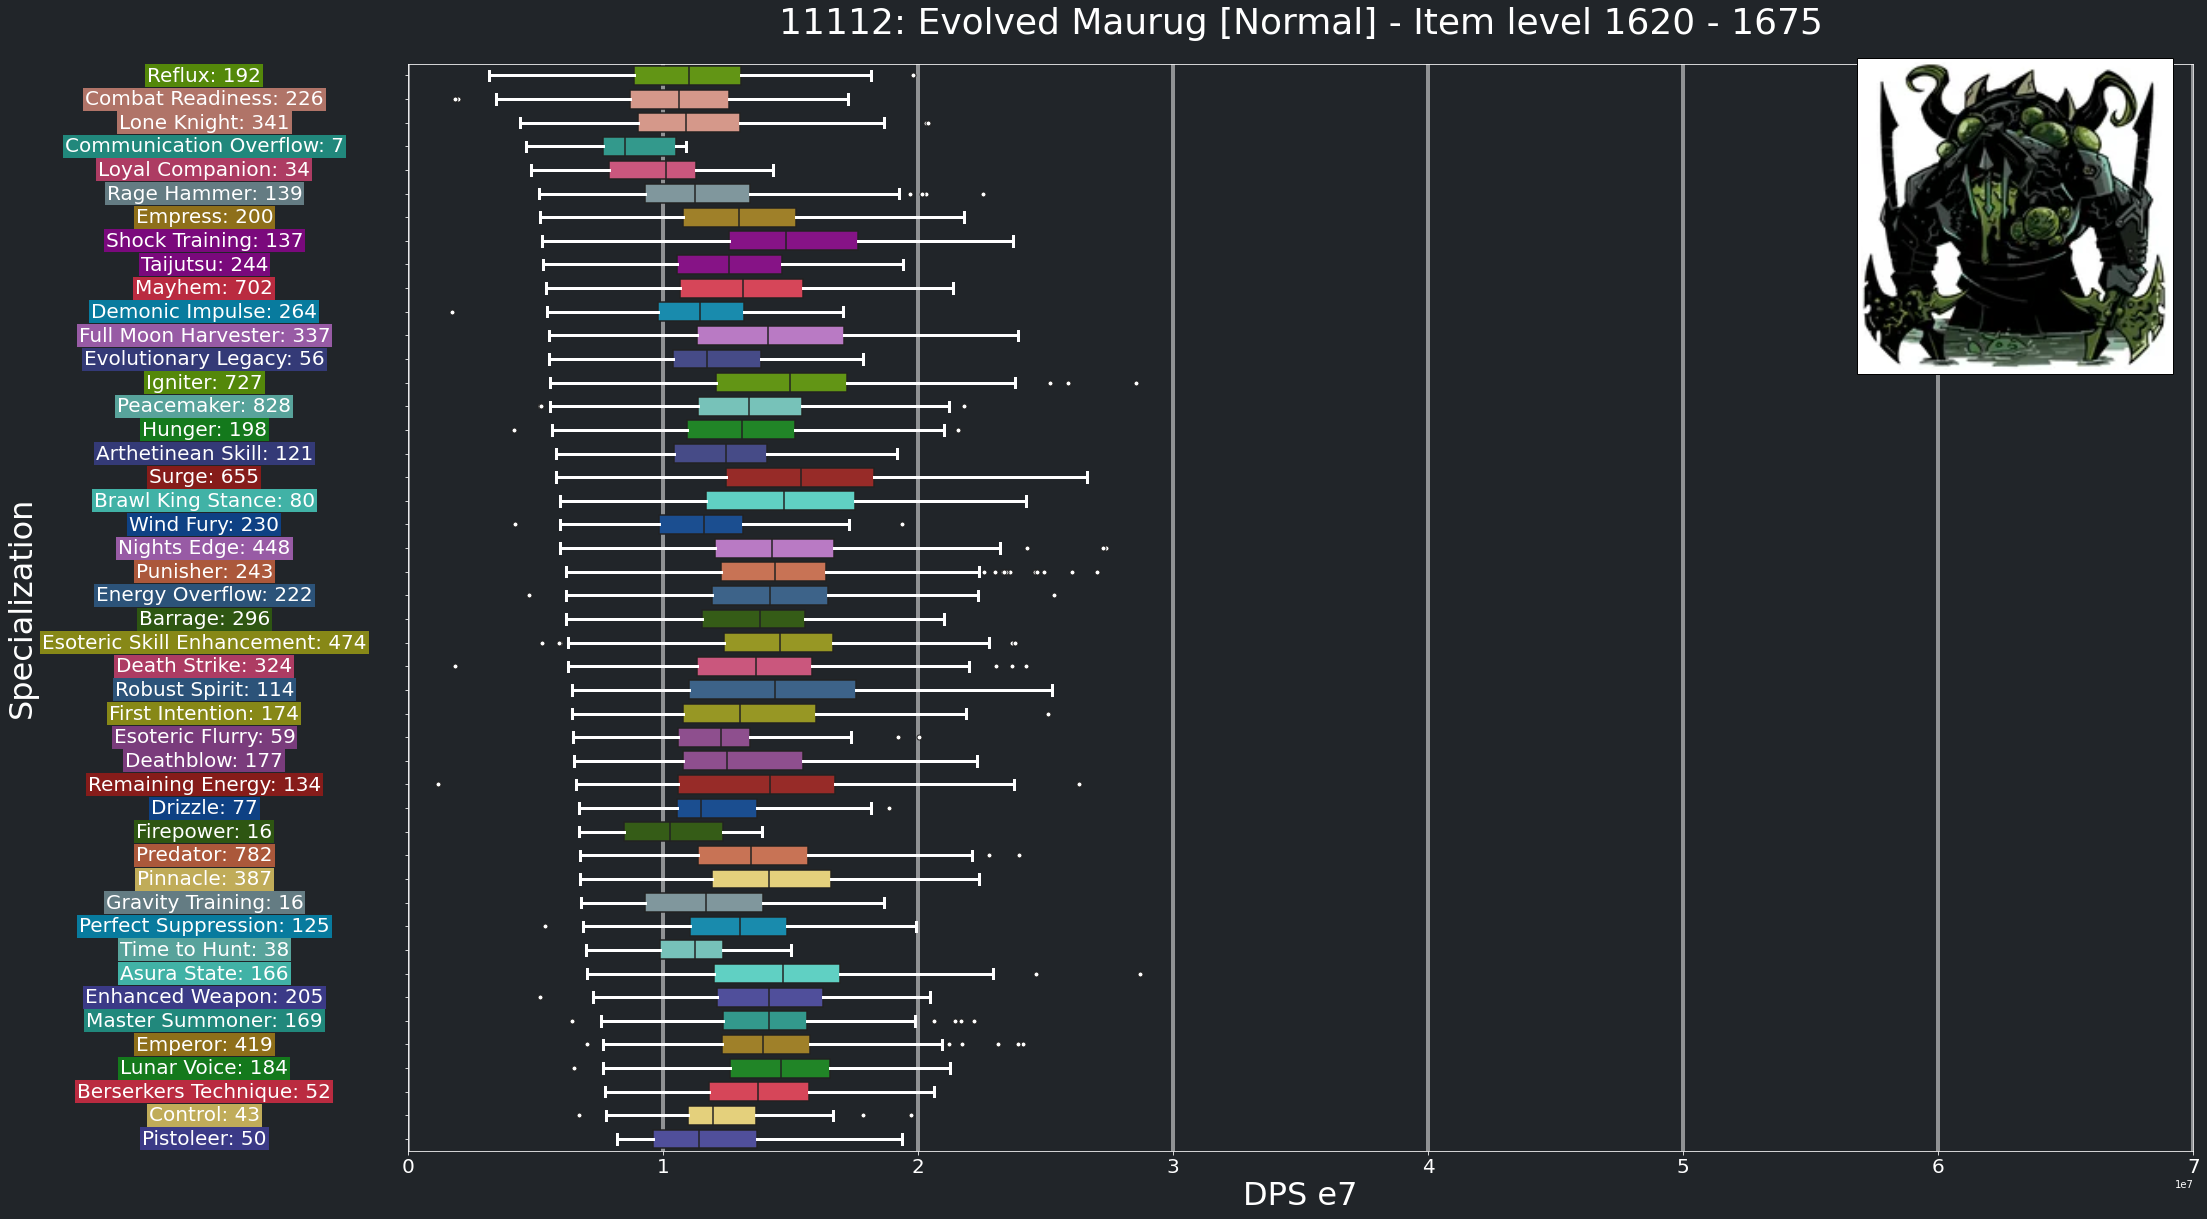 11112: Evolved Maurug [Normal] - Item level 1620 - 1675
Specialization
Reflux: 192
Combat Readiness: 226
Lone Knight: 341
Communication Overflow: 7
Loyal Companion: 34
Rage Hammer: 139
Empress: 200
Shock Training: 137
Taijutsu: 244
Mayhem: 702
Demonic Impulse: 264
Full Moon Harvester: 337
Evolutionary Legacy: 56
Igniter: 727
Peacemaker: 828
Hunger: 198
Arthetinean Skill: 121
Surge: 655
Brawl King Stance: 80
Wind Fury: 230
Nights Edge: 448
Punisher: 243
Energy Overflow: 222
Barrage: 296
Esoteric Skill Enhancement: 474
Death Strike: 324
Robust Spirit: 114
First Intention: 174
Esoteric Flurry: 59
Deathblow: 177
Remaining Energy: 134
Drizzle: 77
Firepower: 16
Predator: 782
Pinnacle: 387
Gravity Training: 16
Perfect Suppression: 125
Time to Hunt: 38
Asura State: 166
Enhanced Weapon: 205
Master Summoner: 169
Emperor: 419
Lunar Voice: 184
Berserkers Technique: 52
Control: 43
Pistoleer: 50
0 1 2 3 4 5 6 7
1e7
DPS e7